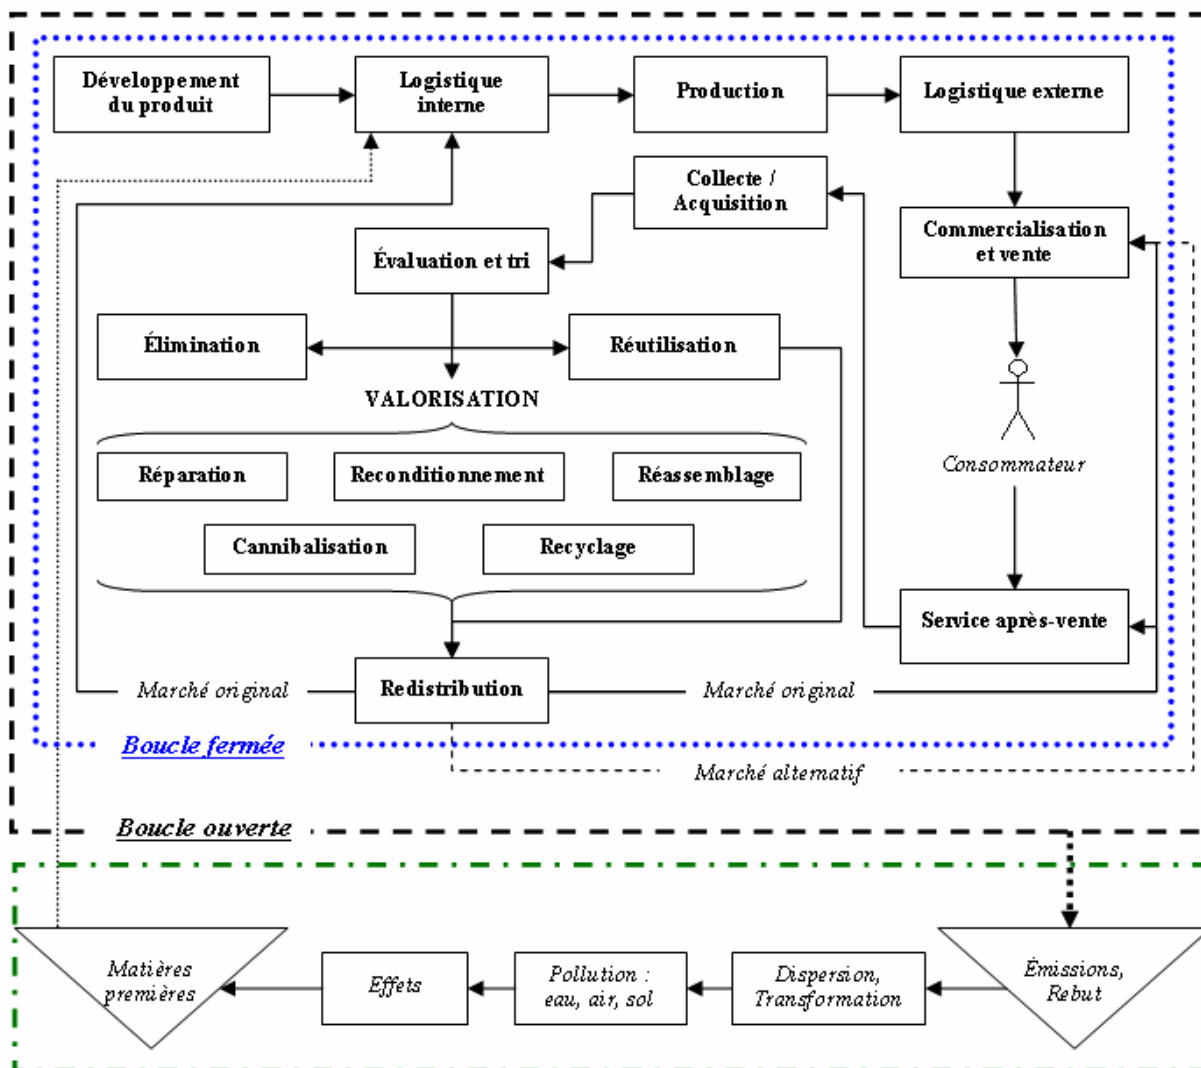 Développement
du produit
Logistique
interne
Production
Logistique externe
Collecte /
Acquisition
Commercialisation
et vente
Évaluation et tri
Élimination
Réutilisation
VALORISATION
Consommateur
Réparation
Reconditionnement
Réassemblage
Cannibalisation
Recyclage
Service après-vente
Marché original
Redistribution
Marché original
Boucle fermée
Marché alternatif
Boucle ouverte
Matières
premières
Effets
Pollution :
eau, air, sol
Dispersion,
Transformation
Émissions,
Rebut